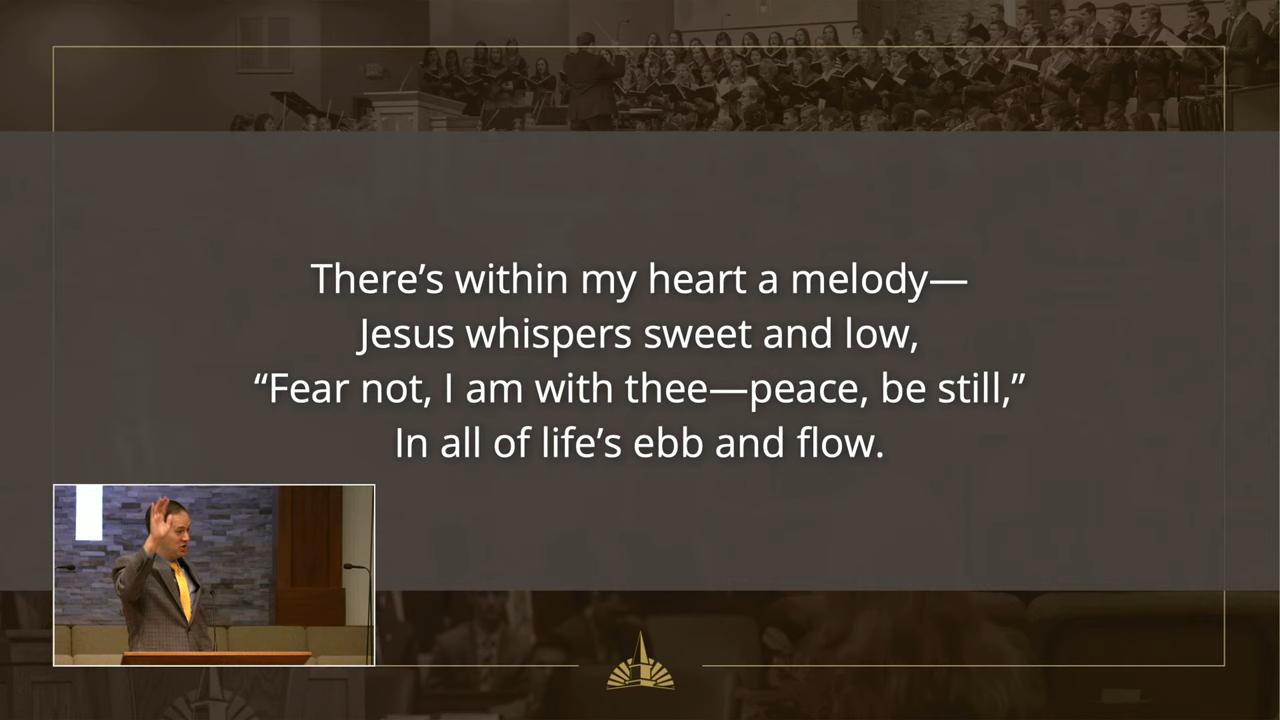 There’s within my heart a melody—
Jesus whispers sweet and low,
“Fear not, I am with thee—peace, be still,”
In all of life’s ebb and flow.